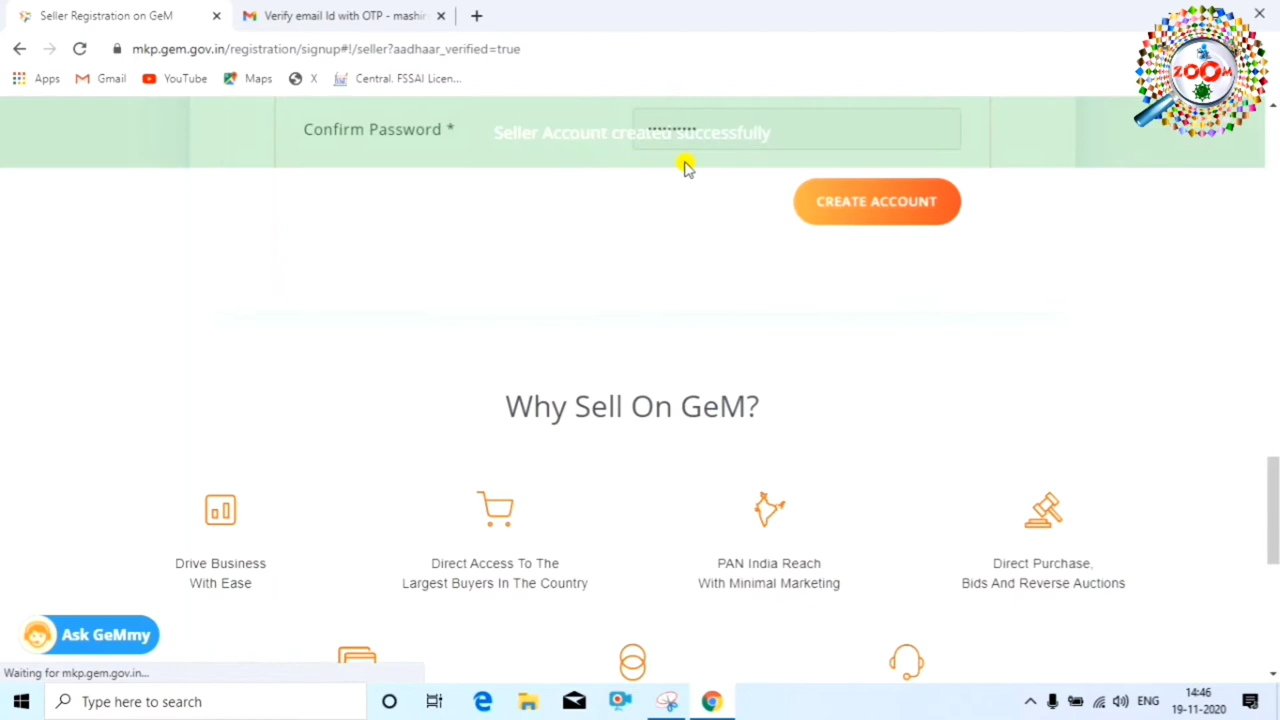 Seller Registration on GeM
Verify email Id with OTP - mashir
mkp.gem.gov.in/registration/signup#!/seller?aadhaar_verified=true
Apps Gmail YouTube Maps X Central. FSSAI Licen...
ZOOM
Confirm Password *
Seller Account created successfully
CREATE ACCOUNT
Why Sell On GeM?
Drive Business
With Ease
Direct Access To The
Largest Buyers In The Country
PAN India Reach
With Minimal Marketing
Direct Purchase,
Bids And Reverse Auctions
Ask GeMmy
Waiting for mkp.gem.gov.in...
Type here to search
ENG
14:46
19-11-2020